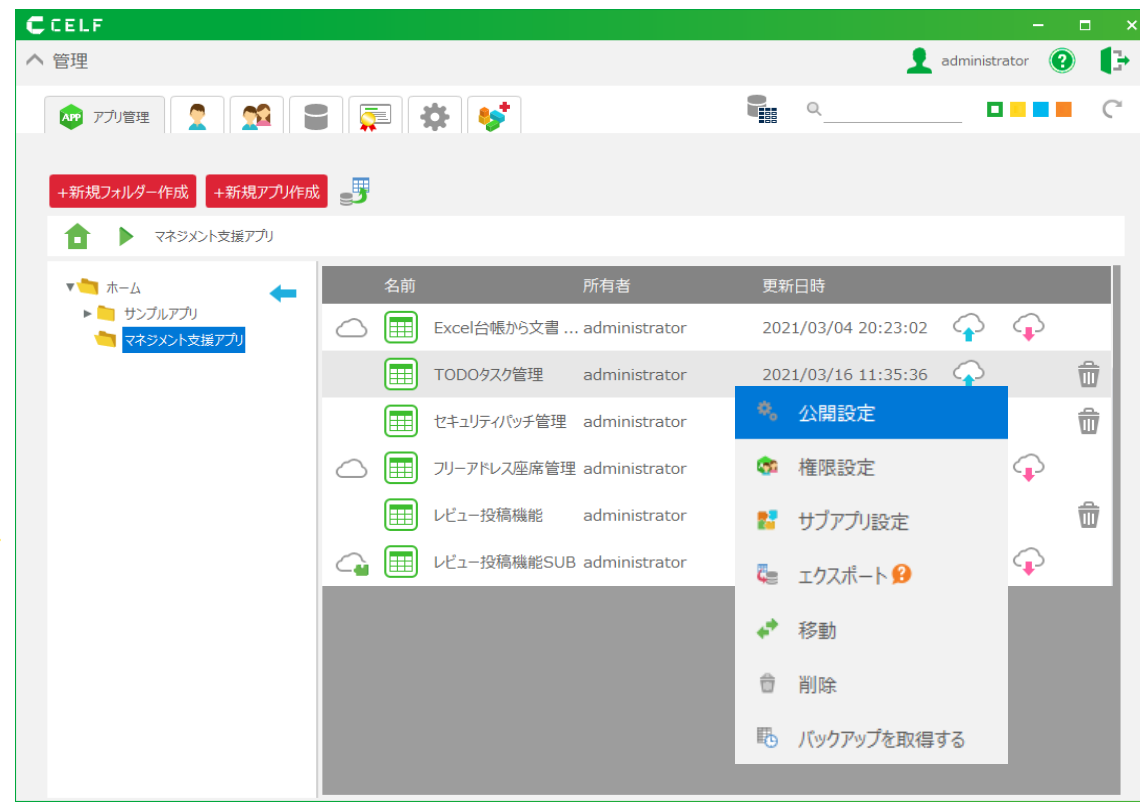 CELF
管理
administrator
アプリ管理
+新規フォルダー作成
+新規アプリ作成
マネジメント支援アプリ
ホーム
サンプルアプリ
マネジメント支援アプリ
名前 所有者 更新日時
Excel台帳から文書 ... administrator 2021/03/04 20:23:02
TODOタスク管理 administrator 2021/03/16 11:35:36
セキュリティパッチ管理 administrator
フリーアドレス座席管理 administrator
レビュー投稿機能 administrator
レビュー投稿機能SUB administrator
公開設定
権限設定
サブアプリ設定
エクスポート
移動
削除
バックアップを取得する